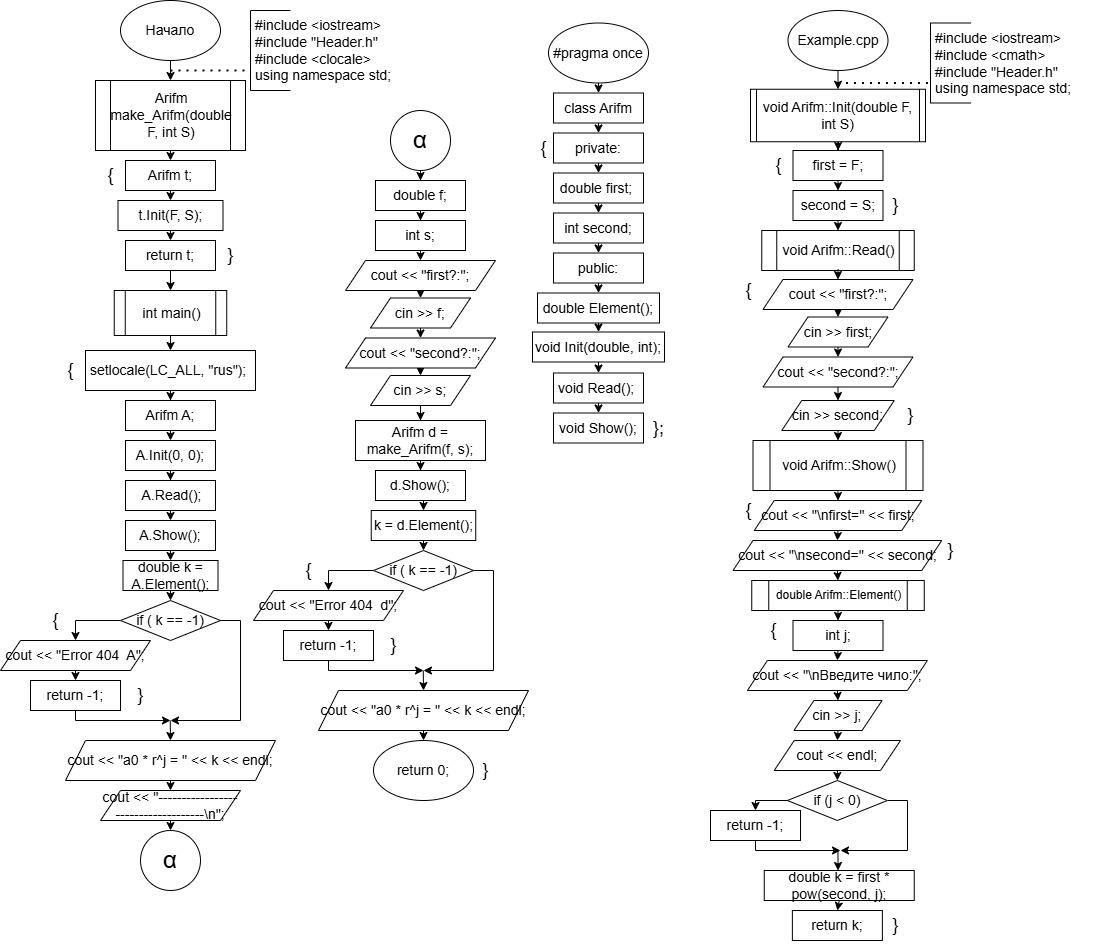 Начало
#include <iostream>
#include "Header.h"
#include <clocale>
using namespace std;
Arifm
make_Arifm(double
F, int S)
{
Arifm t;
t.Init(F, S);
return t;
}
int main()
{
setlocale(LC_ALL, "rus");
Arifm A;
A.Init(0, 0);
A.Read();
A.Show();
double k =
A.Element();
if ( k == -1)
{
cout << "Error 404  A";
return -1;
}
cout << "a0 * r^j = " << k << endl;
cout << "------------------
--------------------\n";
α
α
double f;
int s;
cout << "first?:";
cin >> f;
cout << "second?:";
cin >> s;
Arifm d =
make_Arifm(f, s);
d.Show();
k = d.Element();
if ( k == -1)
{
cout << "Error 404  d";
return -1;
}
cout << "a0 * r^j = " << k << endl;
return 0;
}
#pragma once
class Arifm
{
private:
double first;
int second;
public:
double Element();
void Init(double, int);
void Read();
void Show();
};
Example.cpp
#include <iostream>
#include <cmath>
#include "Header.h"
using namespace std;
void Arifm::Init(double F,
int S)
{
first = F;
second = S;
}
void Arifm::Read()
{
cout << "first?:";
cin >> first;
cout << "second?:";
cin >> second;
}
void Arifm::Show()
{
cout << "\nfirst=" << first;
cout << "\nsecond=" << second;
}
double Arifm::Element()
{
int j;
cout << "\nВведите чило:";
cin >> j;
cout << endl;
if (j < 0)
return -1;
double k = first *
pow(second, j);
return k;
}